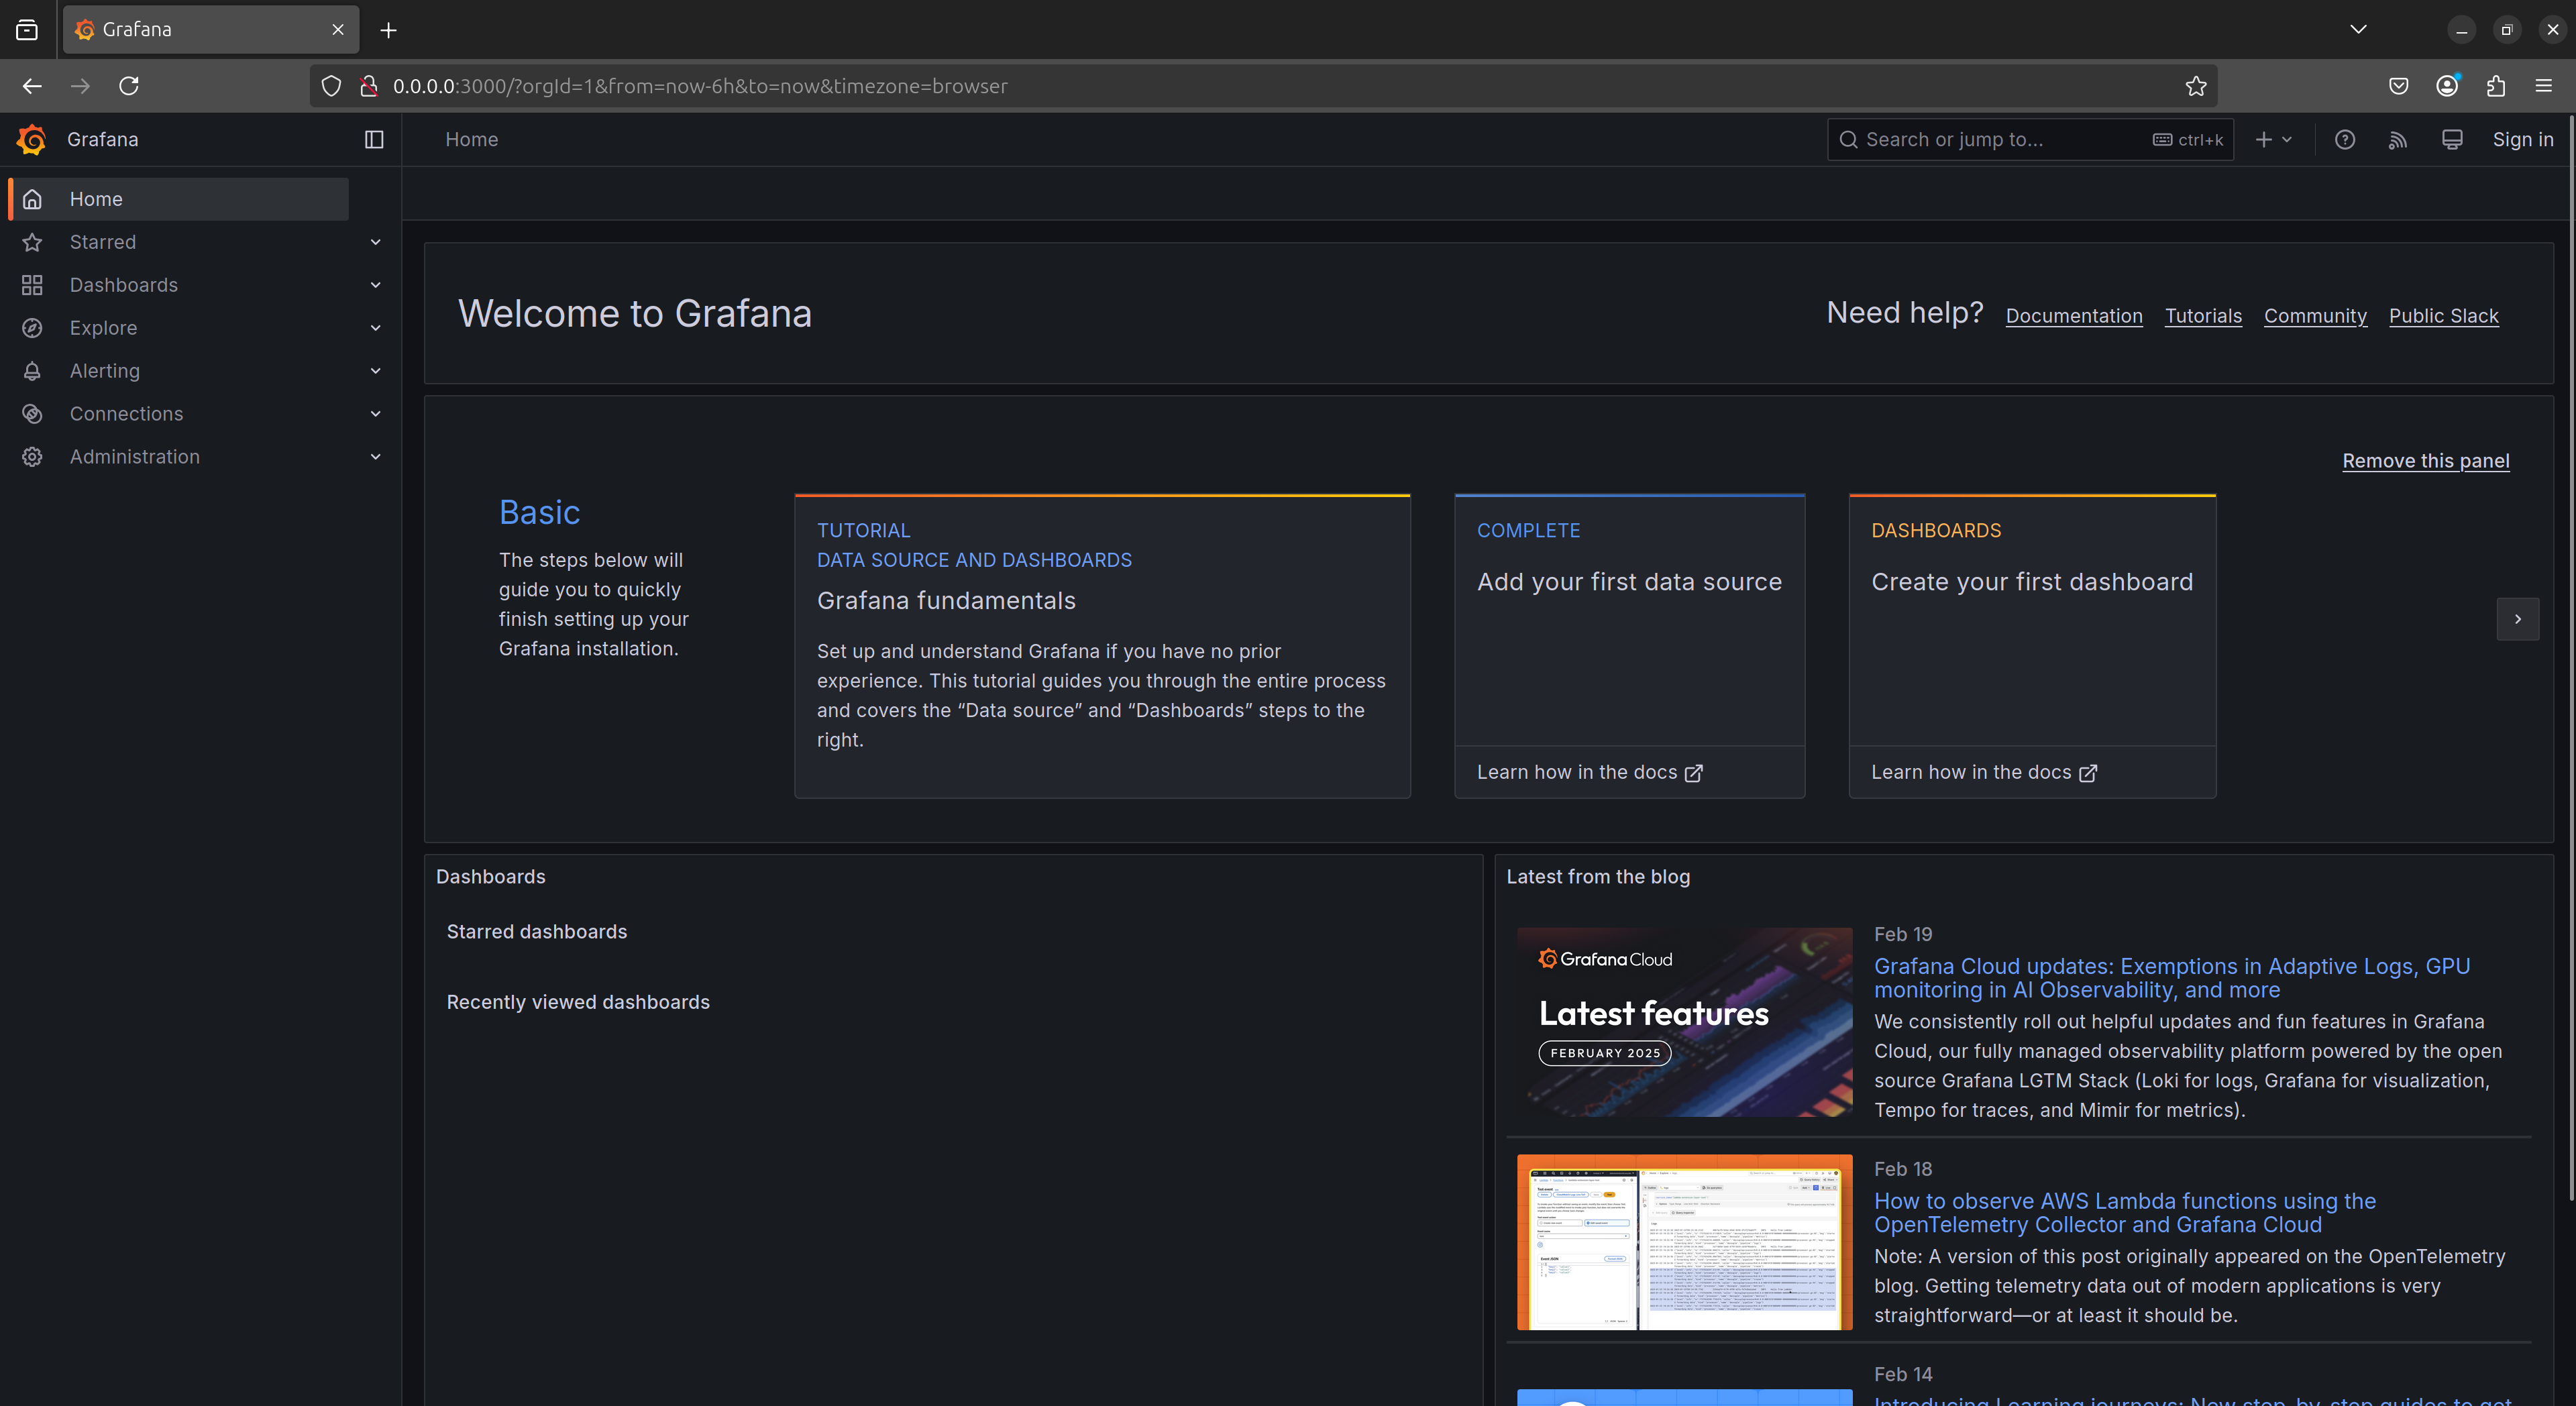 Grafana
0.0.0.0:3000/?orgId=1&from=now-6h&to=now&timezone=browser
Grafana
Home
Search or jump to...
ctrl+k
Sign in
Home
Starred
Dashboards
Explore
Alerting
Connections
Administration
Welcome to Grafana
Need help?
Documentation
Tutorials
Community
Public Slack
Remove this panel
Basic
The steps below will
guide you to quickly
finish setting up your
Grafana installation.
TUTORIAL
DATA SOURCE AND DASHBOARDS
Grafana fundamentals
Set up and understand Grafana if you have no prior
experience. This tutorial guides you through the entire process
and covers the “Data source” and “Dashboards” steps to the
right.
COMPLETE
Add your first data source
Learn how in the docs
DASHBOARDS
Create your first dashboard
Learn how in the docs
Dashboards
Starred dashboards
Recently viewed dashboards
Latest from the blog
Grafana Cloud
Latest features
FEBRUARY 2025
Feb 19
Grafana Cloud updates: Exemptions in Adaptive Logs, GPU
monitoring in AI Observability, and more
We consistently roll out helpful updates and fun features in Grafana
Cloud, our fully managed observability platform powered by the open
source Grafana LGTM Stack (Loki for logs, Grafana for visualization,
Tempo for traces, and Mimir for metrics).
Feb 18
How to observe AWS Lambda functions using the
OpenTelemetry Collector and Grafana Cloud
Note: A version of this post originally appeared on the OpenTelemetry
blog. Getting telemetry data out of modern applications is very
straightforward—or at least it should be.
Feb 14
Introducing Learning journeys: New step-by-step guides to get